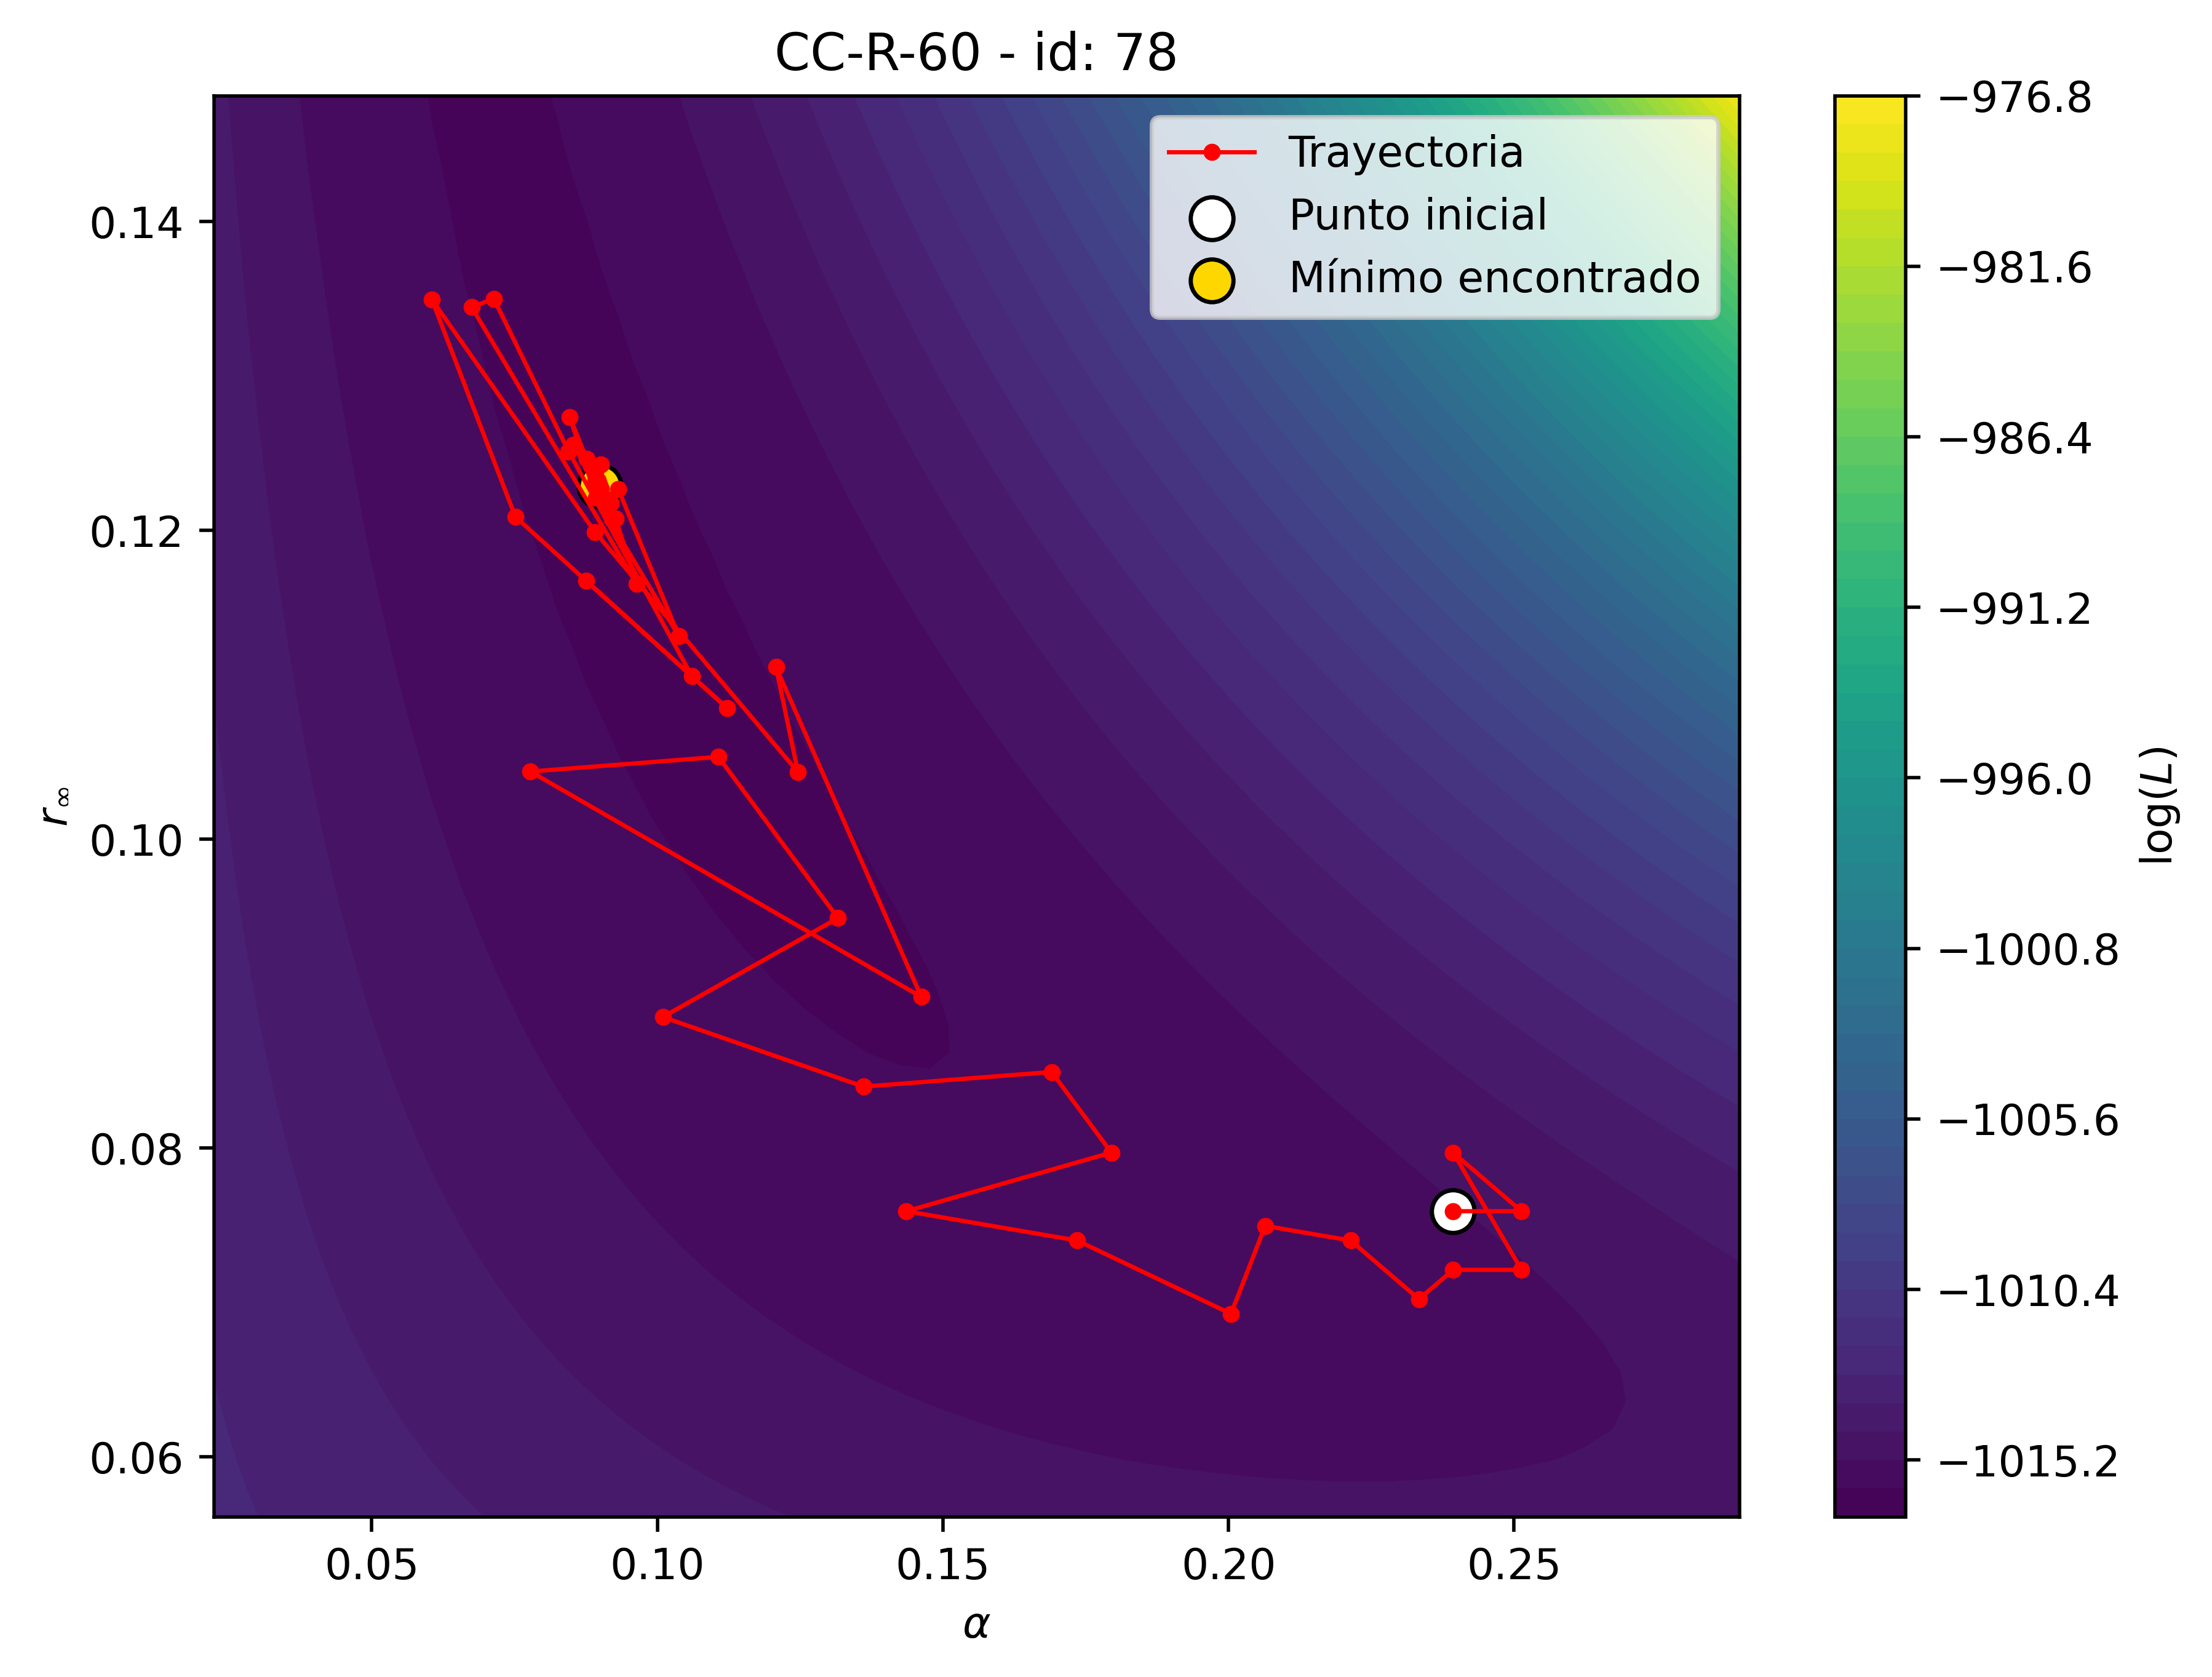 CC-R-60 - id: 78
Trayectoria
Punto inicial
Mínimo encontrado
0.14
0.12
0.10
0.08
0.06
r∞
0.05
0.10
0.15
0.20
0.25
α
−976.8
−981.6
−986.4
−991.2
−996.0
−1000.8
−1005.6
−1010.4
−1015.2
log(L)